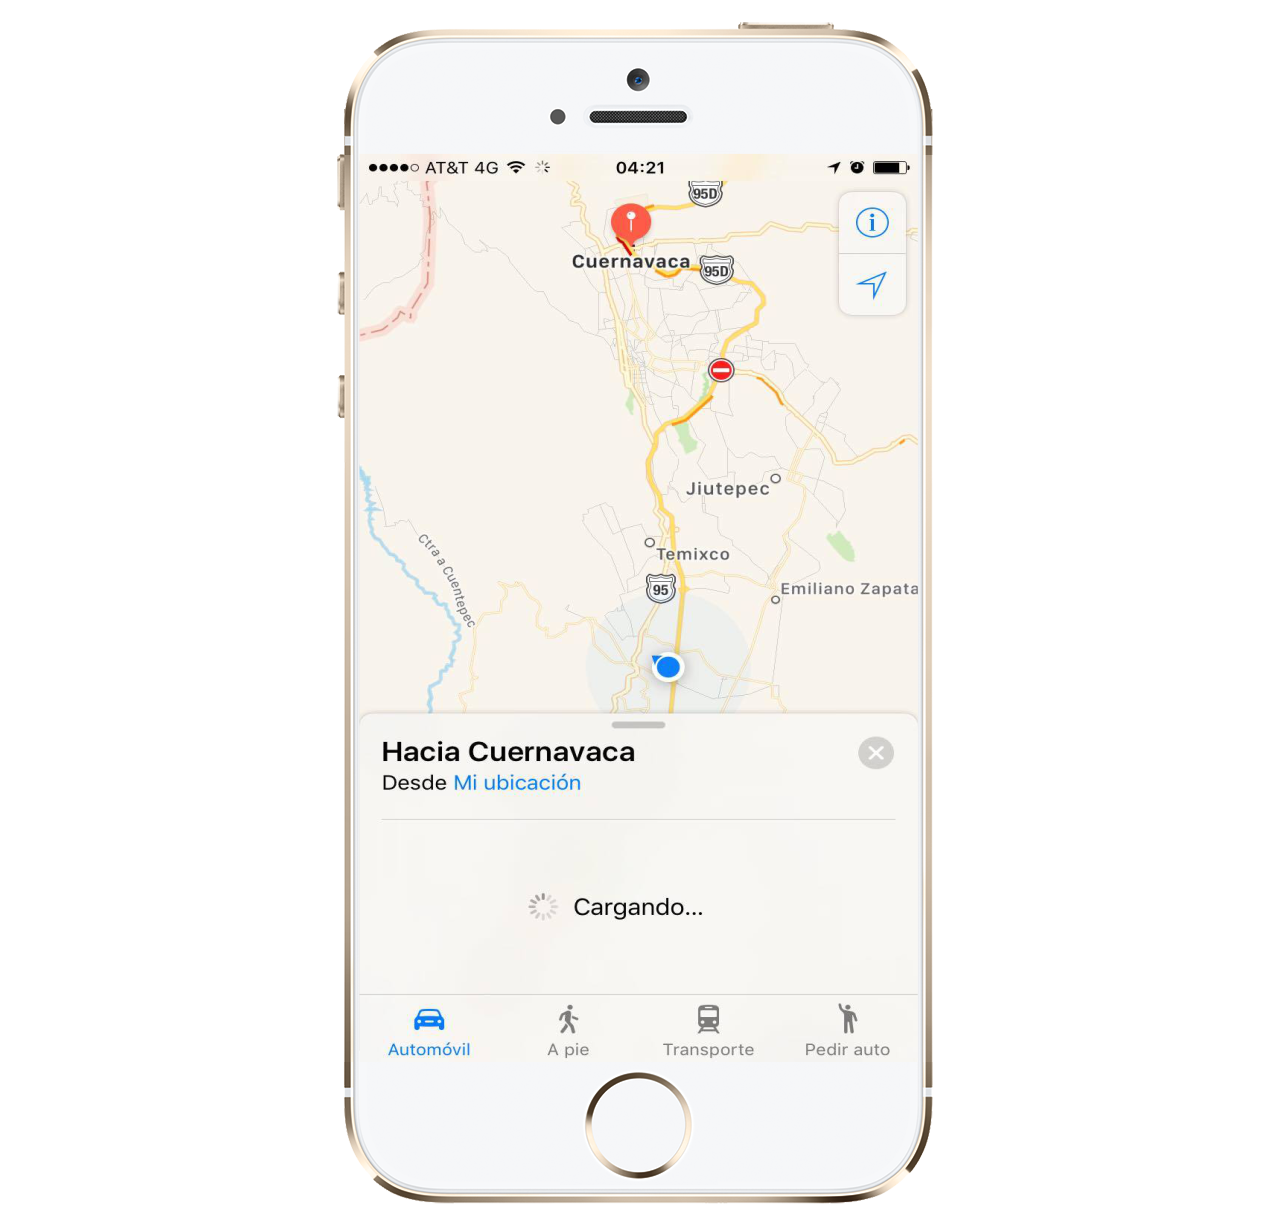 AT&T 4G 04:21
95D
Cuernavaca
95D
Jiutepec
Temixco
95
Emiliano Zapata
Ctra a Cuentepec
Hacia Cuernavaca
Desde Mi ubicación
Cargando...
Automóvil A pie Transporte Pedir auto